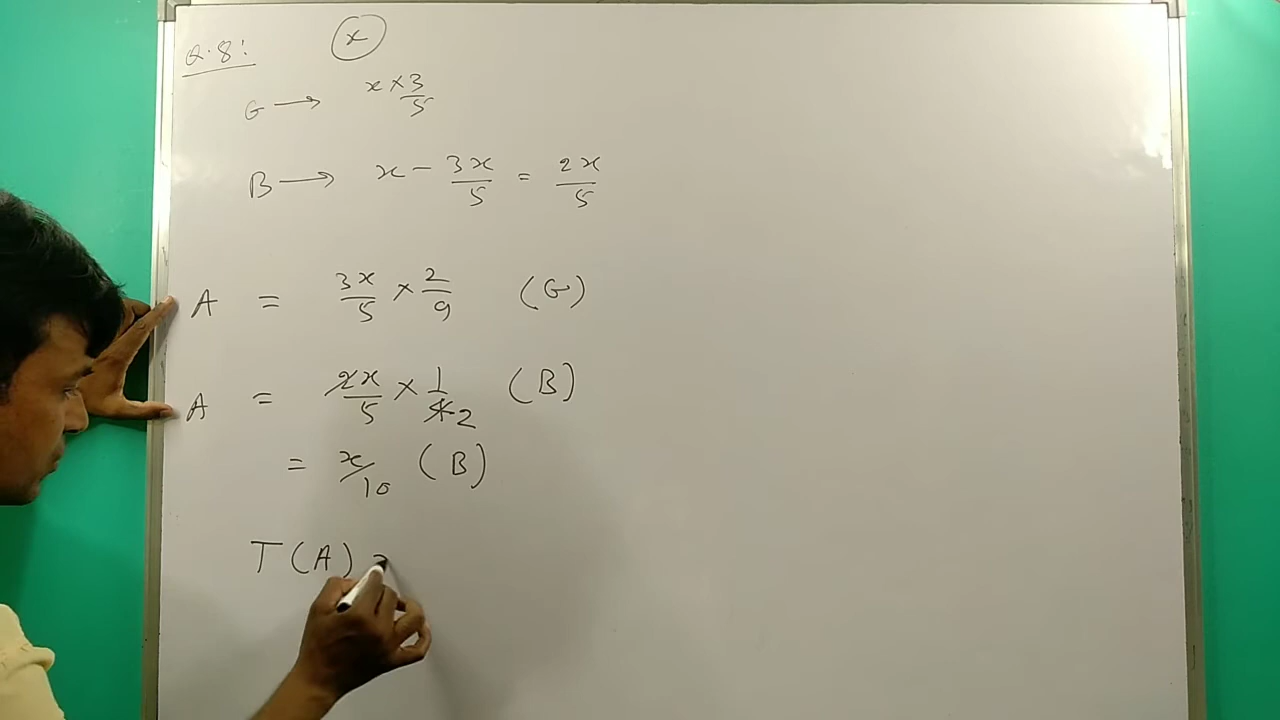 Q.8:
x
G → x × 3/5
B → x - 3x/5 = 2x/5
A = 3x/5 × 2/9 (G)
A = 2x/5 × 1/4 2 (B)
= x/10 (B)
T(A) =